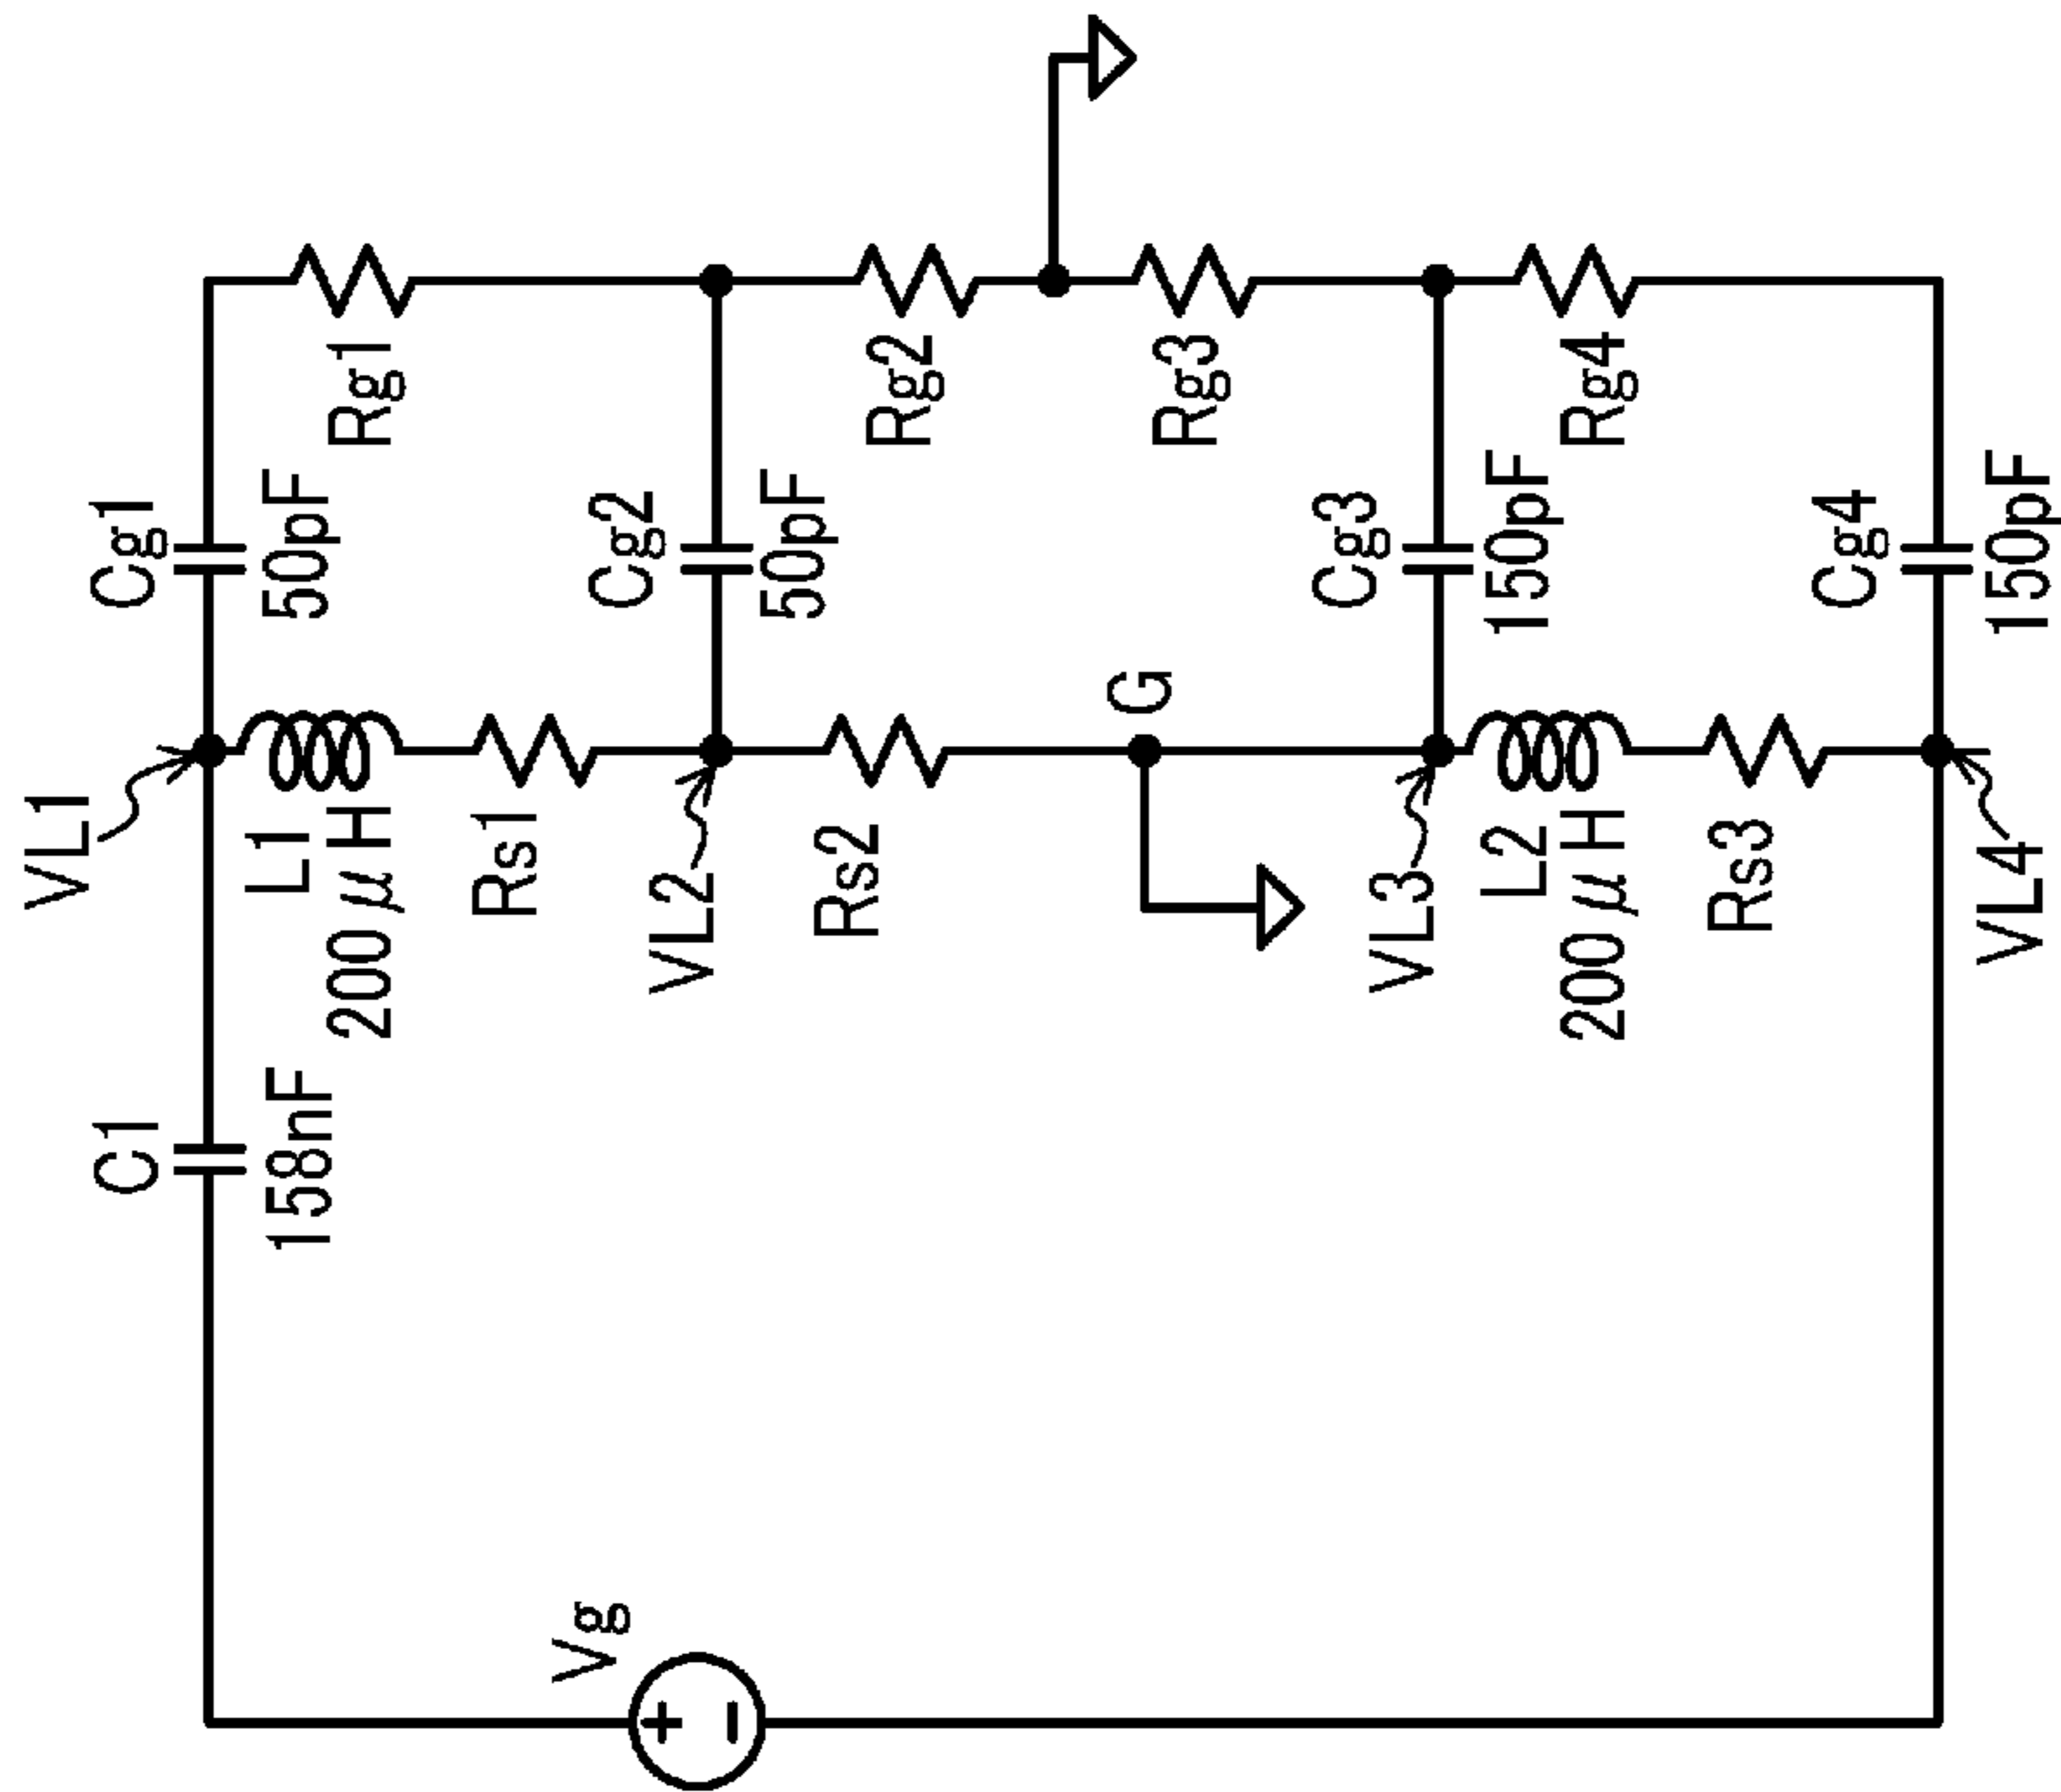 VL1
C1
158nF
Cg1
50pF
L1
200μH
Rg1
Rs1
Vg
+
-
VL2
Cg2
50pF
Rs2
Rg2
G
Rg3
VL3
Cg3
150pF
L2
200μH
Rg4
Rs3
VL4
Cg4
150pF